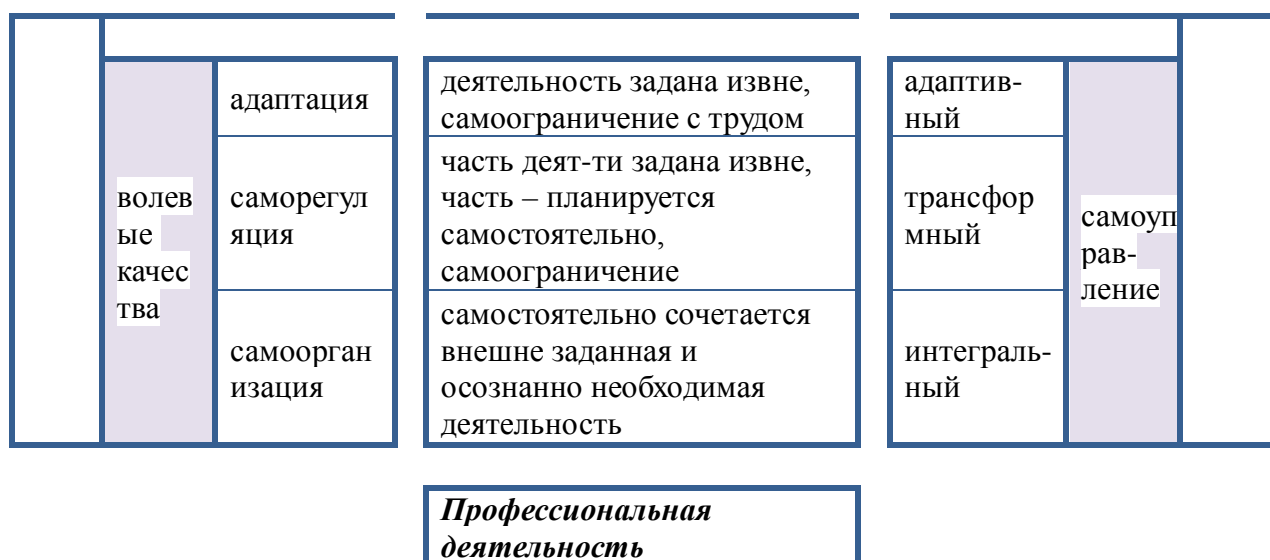 волев
ые
качес
тва
адаптация
деятельность задана извне,
самоограничение с трудом
адаптив-
ный
саморегул
яция
часть деят-ти задана извне,
часть – планируется
самостоятельно,
самоограничение
трансфор
мный
самоорган
изация
самостоятельно сочетается
внешне заданная и
осознанно необходимая
деятельность
интеграль-
ный
самоуп
рав-
ление
Профессиональная
деятельность